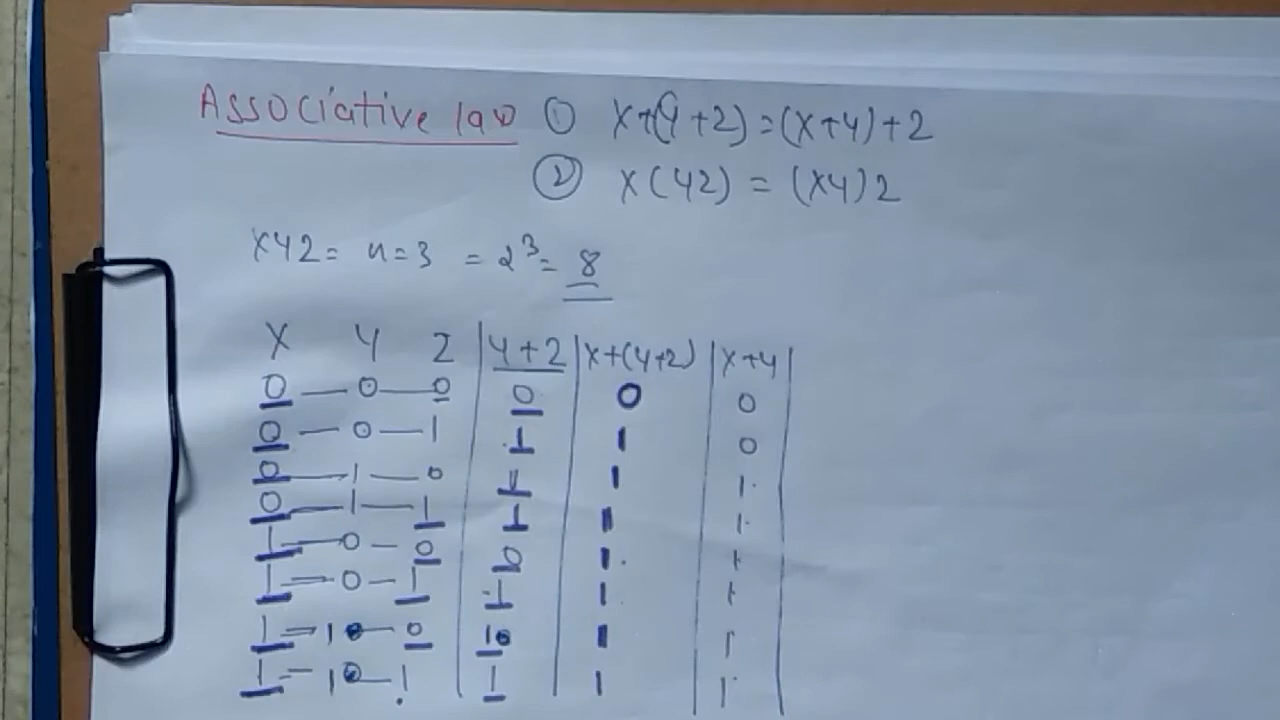 Associative law ① X+(Y+Z)=(X+Y)+Z
② X(YZ) = (XY)Z
XYZ = n=3 = 2³= 8
X Y Z | Y+Z | X+(Y+Z) | X+Y |
0 — 0 — 0 | 0 | 0 | 0
0 — 0 — 1 | 1 | 1 | 0
0 — 1 — 0 | 1 | 1 | 1
0 — 1 — 1 | 1 | 1 | 1
1 — 0 — 0 | 0 | 1 | 1
1 — 0 — 1 | 1 | 1 | 1
1 — 1 — 0 | 1 | 1 | 1
1 — 1 — 1 | 1 | 1 | 1